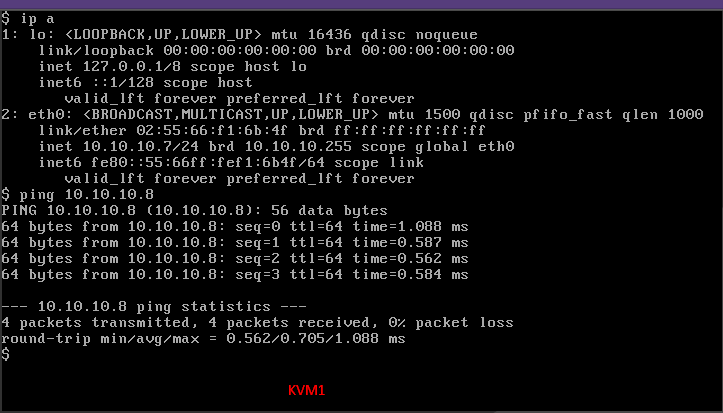 $ ip a
1: lo: <LOOPBACK,UP,LOWER_UP> mtu 16436 qdisc noqueue
    link/loopback 00:00:00:00:00:00 brd 00:00:00:00:00:00
    inet 127.0.0.1/8 scope host lo
    inet6 ::1/128 scope host
       valid_lft forever preferred_lft forever
2: eth0: <BROADCAST,MULTICAST,UP,LOWER_UP> mtu 1500 qdisc pfifo_fast qlen 1000
    link/ether 02:55:66:f1:6b:4f brd ff:ff:ff:ff:ff:ff
    inet 10.10.10.7/24 brd 10.10.10.255 scope global eth0
    inet6 fe80::55:66ff:fef1:6b4f/64 scope link
       valid_lft forever preferred_lft forever
$ ping 10.10.10.8
PING 10.10.10.8 (10.10.10.8): 56 data bytes
64 bytes from 10.10.10.8: seq=0 ttl=64 time=1.088 ms
64 bytes from 10.10.10.8: seq=1 ttl=64 time=0.587 ms
64 bytes from 10.10.10.8: seq=2 ttl=64 time=0.562 ms
64 bytes from 10.10.10.8: seq=3 ttl=64 time=0.584 ms

--- 10.10.10.8 ping statistics ---
4 packets transmitted, 4 packets received, 0% packet loss
round-trip min/avg/max = 0.562/0.705/1.088 ms
$
KVM1